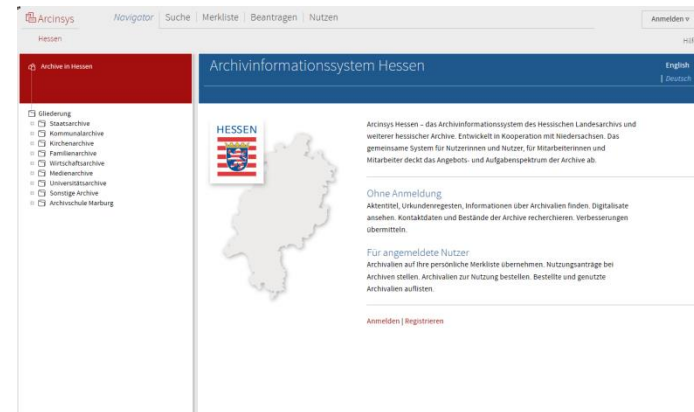 Arcinsys
Navigator | Suche | Merkliste | Beantragen | Nutzen
Anmelden v
Hessen
Archive in Hessen
Archivinformationssystem Hessen
English
| Deutsch
Gliederung
Staatsarchive
Kommunalarchive
Kirchenarchive
Familienarchive
Wirtschaftsarchive
Medienarchive
Universitätsarchive
Sonstige Archive
Archivschule Marburg
HESSEN
Arcinsys Hessen – das Archivinformationssystem des Hessischen Landesarchivs und
weiterer hessischer Archive. Entwickelt in Kooperation mit Niedersachsen. Das
gemeinsame System für Nutzerinnen und Nutzer, für Mitarbeiterinnen und
Mitarbeiter deckt das Angebots- und Aufgabenspektrum der Archive ab.
Ohne Anmeldung
Aktentitel, Urkundenregesten, Informationen über Archivalien finden. Digitalisate
ansehen. Kontaktdaten und Bestände der Archive recherchieren. Verbesserungen
übermitteln.
Für angemeldete Nutzer
Archivalien auf Ihre persönliche Merkliste übernehmen. Nutzungsanträge bei
Archiven stellen. Archivalien zur Nutzung bestellen. Bestellte und genutzte
Archivalien auflisten.
Anmelden | Registrieren